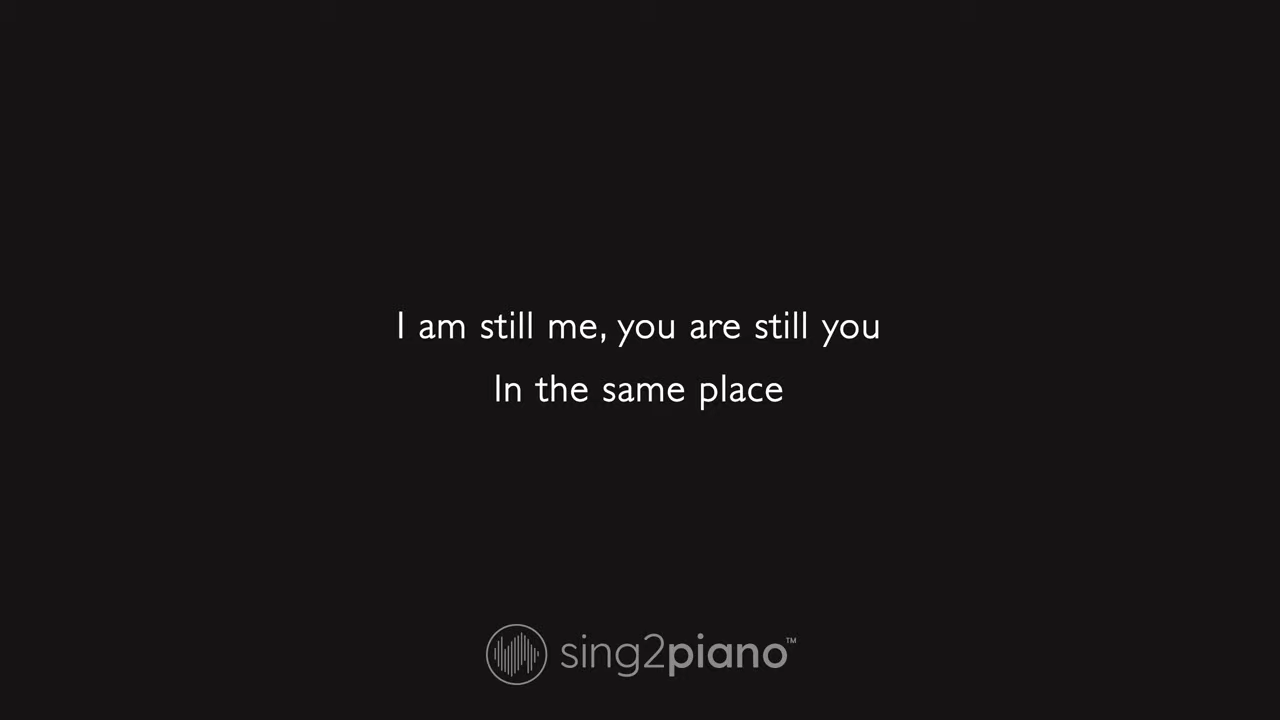 I am still me, you are still you
In the same place
sing2piano™